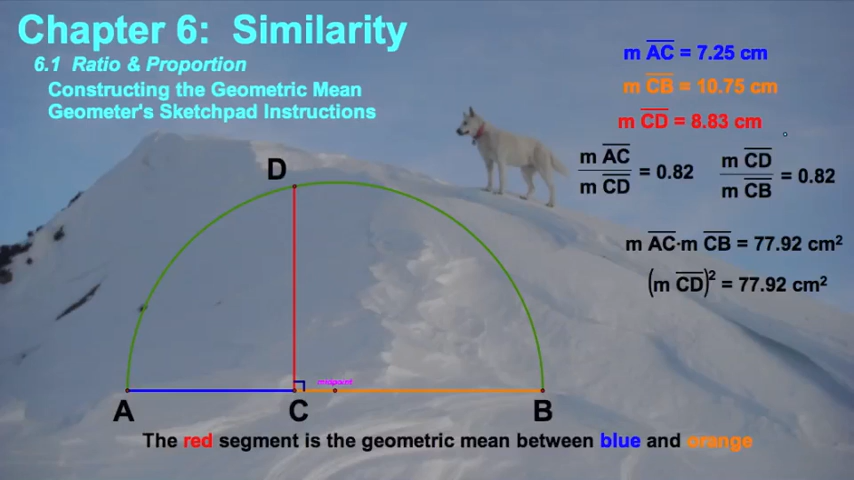 Chapter 6: Similarity
6.1 Ratio & Proportion
Constructing the Geometric Mean
Geometer's Sketchpad Instructions
m AC = 7.25 cm
m CB = 10.75 cm
m CD = 8.83 cm
m AC / m CD = 0.82
m CD / m CB = 0.82
m AC·m CB = 77.92 cm²
(m CD)² = 77.92 cm²
D
midpoint
A
C
B
The red segment is the geometric mean between blue and orange